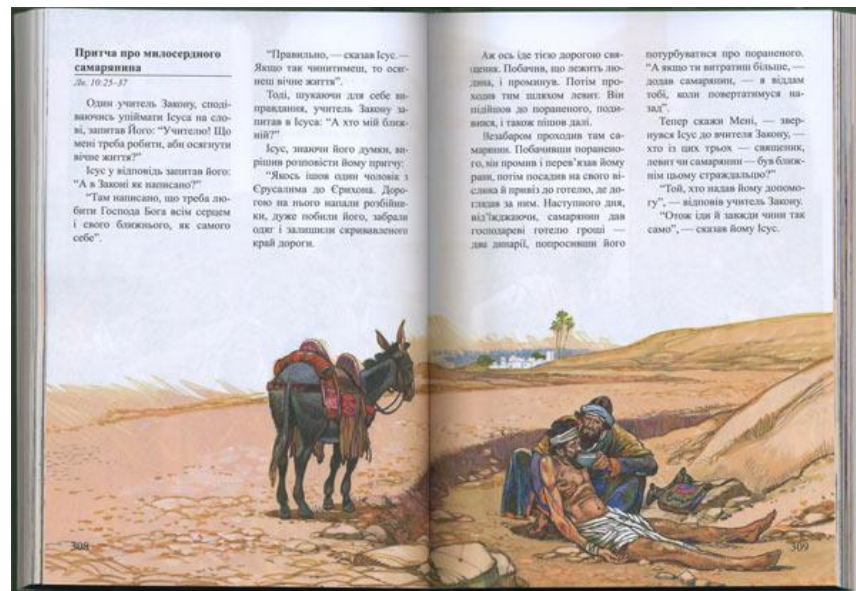 Притча про милосердного
самарянина
Лк. 10:25–37
Один учитель Закону, споді-
ваючись упіймати Ісуса на сло-
ві, запитав Його: “Учителю! Що
мені треба робити, аби осягнути
вічне життя?”
Ісус у відповідь запитав його:
“А в Законі як написано?”
“Там написано, що треба лю-
бити Господа Бога всім серцем
і свого ближнього, як самого
себе”.
“Правильно, — сказав Ісус. —
Якщо так чинитимеш, то осяг-
неш вічне життя”.
Тоді, шукаючи для себе ви-
правдання, учитель Закону за-
питав в Ісуса: “А хто мій ближ-
ній?”
Ісус, знаючи його думки, ви-
рішив розповісти йому притчу:
“Якось ішов один чоловік з
Єрусалима до Єрихона. Доро-
гою на нього напали розбійни-
ки, дуже побили його, забрали
одяг і залишили скривавленого
край дороги.
Аж ось іде тією дорогою свя-
щеник. Побачив, що лежить лю-
дина, і проминув. Потім про-
ходив тим шляхом левит. Він
підійшов до пораненого, поди-
вився, і також пішов далі.
Незабаром проходив там са-
марянин. Побачивши поранено-
го, він промив і перев’язав йому
рани, потім посадив на свого ві-
слюка й привіз до готелю, де до-
глядав за ним. Наступного дня,
від’їжджаючи, самарянин дав
господареві готелю гроші —
два динарії, попросивши його
потурбуватися про пораненого.
“А якщо ти витратиш більше, —
додав самарянин, — я віддам
тобі, коли повертатимуся на-
зад”.
Тепер скажи Мені, — звер-
нувся Ісус до вчителя Закону, —
хто із цих трьох — священик,
левит чи самарянин — був ближ-
нім цьому страждальцю?”
“Той, хто надав йому допомо-
гу”, — відповів учитель Закону.
“Отож іди й завжди чини так
само”, — сказав йому Ісус.
308
309